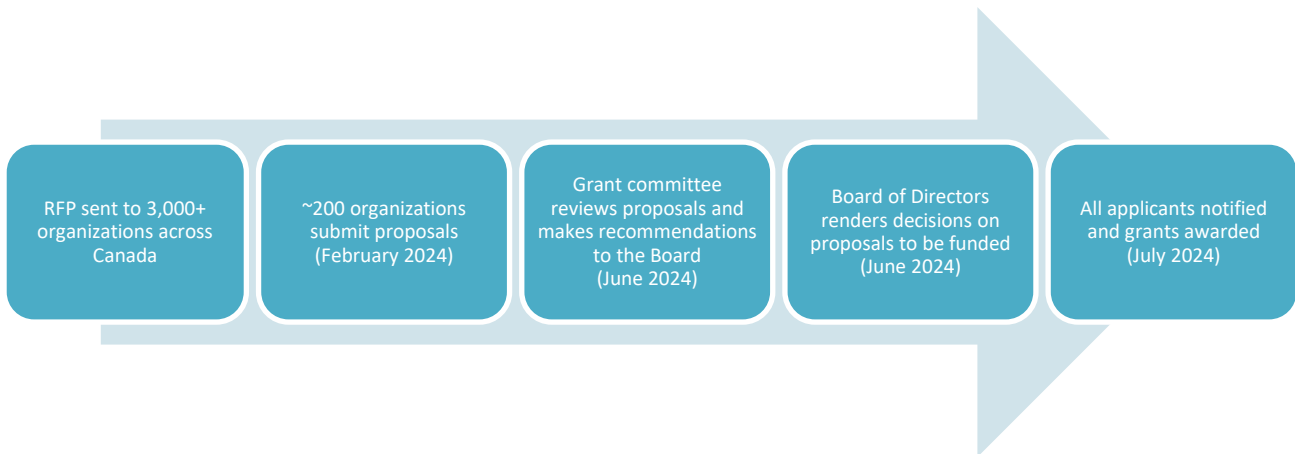 RFP sent to 3,000+
organizations across
Canada
~200 organizations
submit proposals
(February 2024)
Grant committee
reviews proposals and
makes recommendations
to the Board
(June 2024)
Board of Directors
renders decisions on
proposals to be funded
(June 2024)
All applicants notified
and grants awarded
(July 2024)